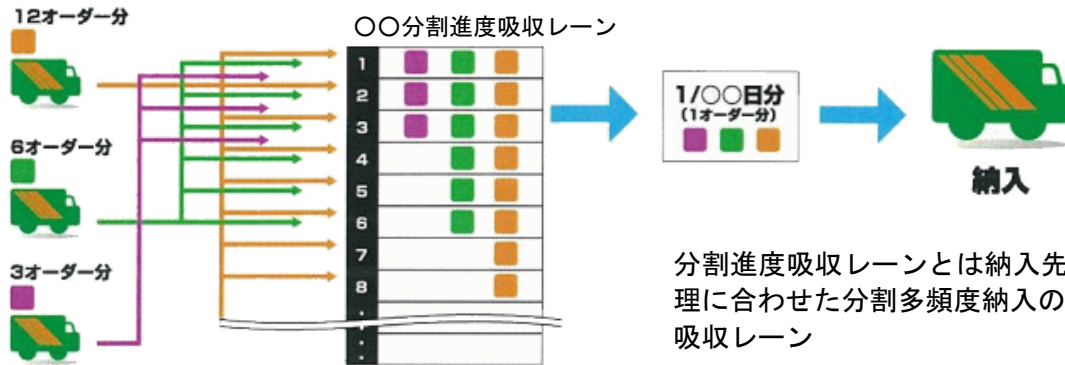 12オーダー分
6オーダー分
3オーダー分
〇〇分割進度吸収レーン
1
2
3
4
5
6
7
8
1/〇〇日分
(1オーダー分)
納入
分割進度吸収レーンとは納入先
理に合わせた分割多頻度納入の
吸収レーン